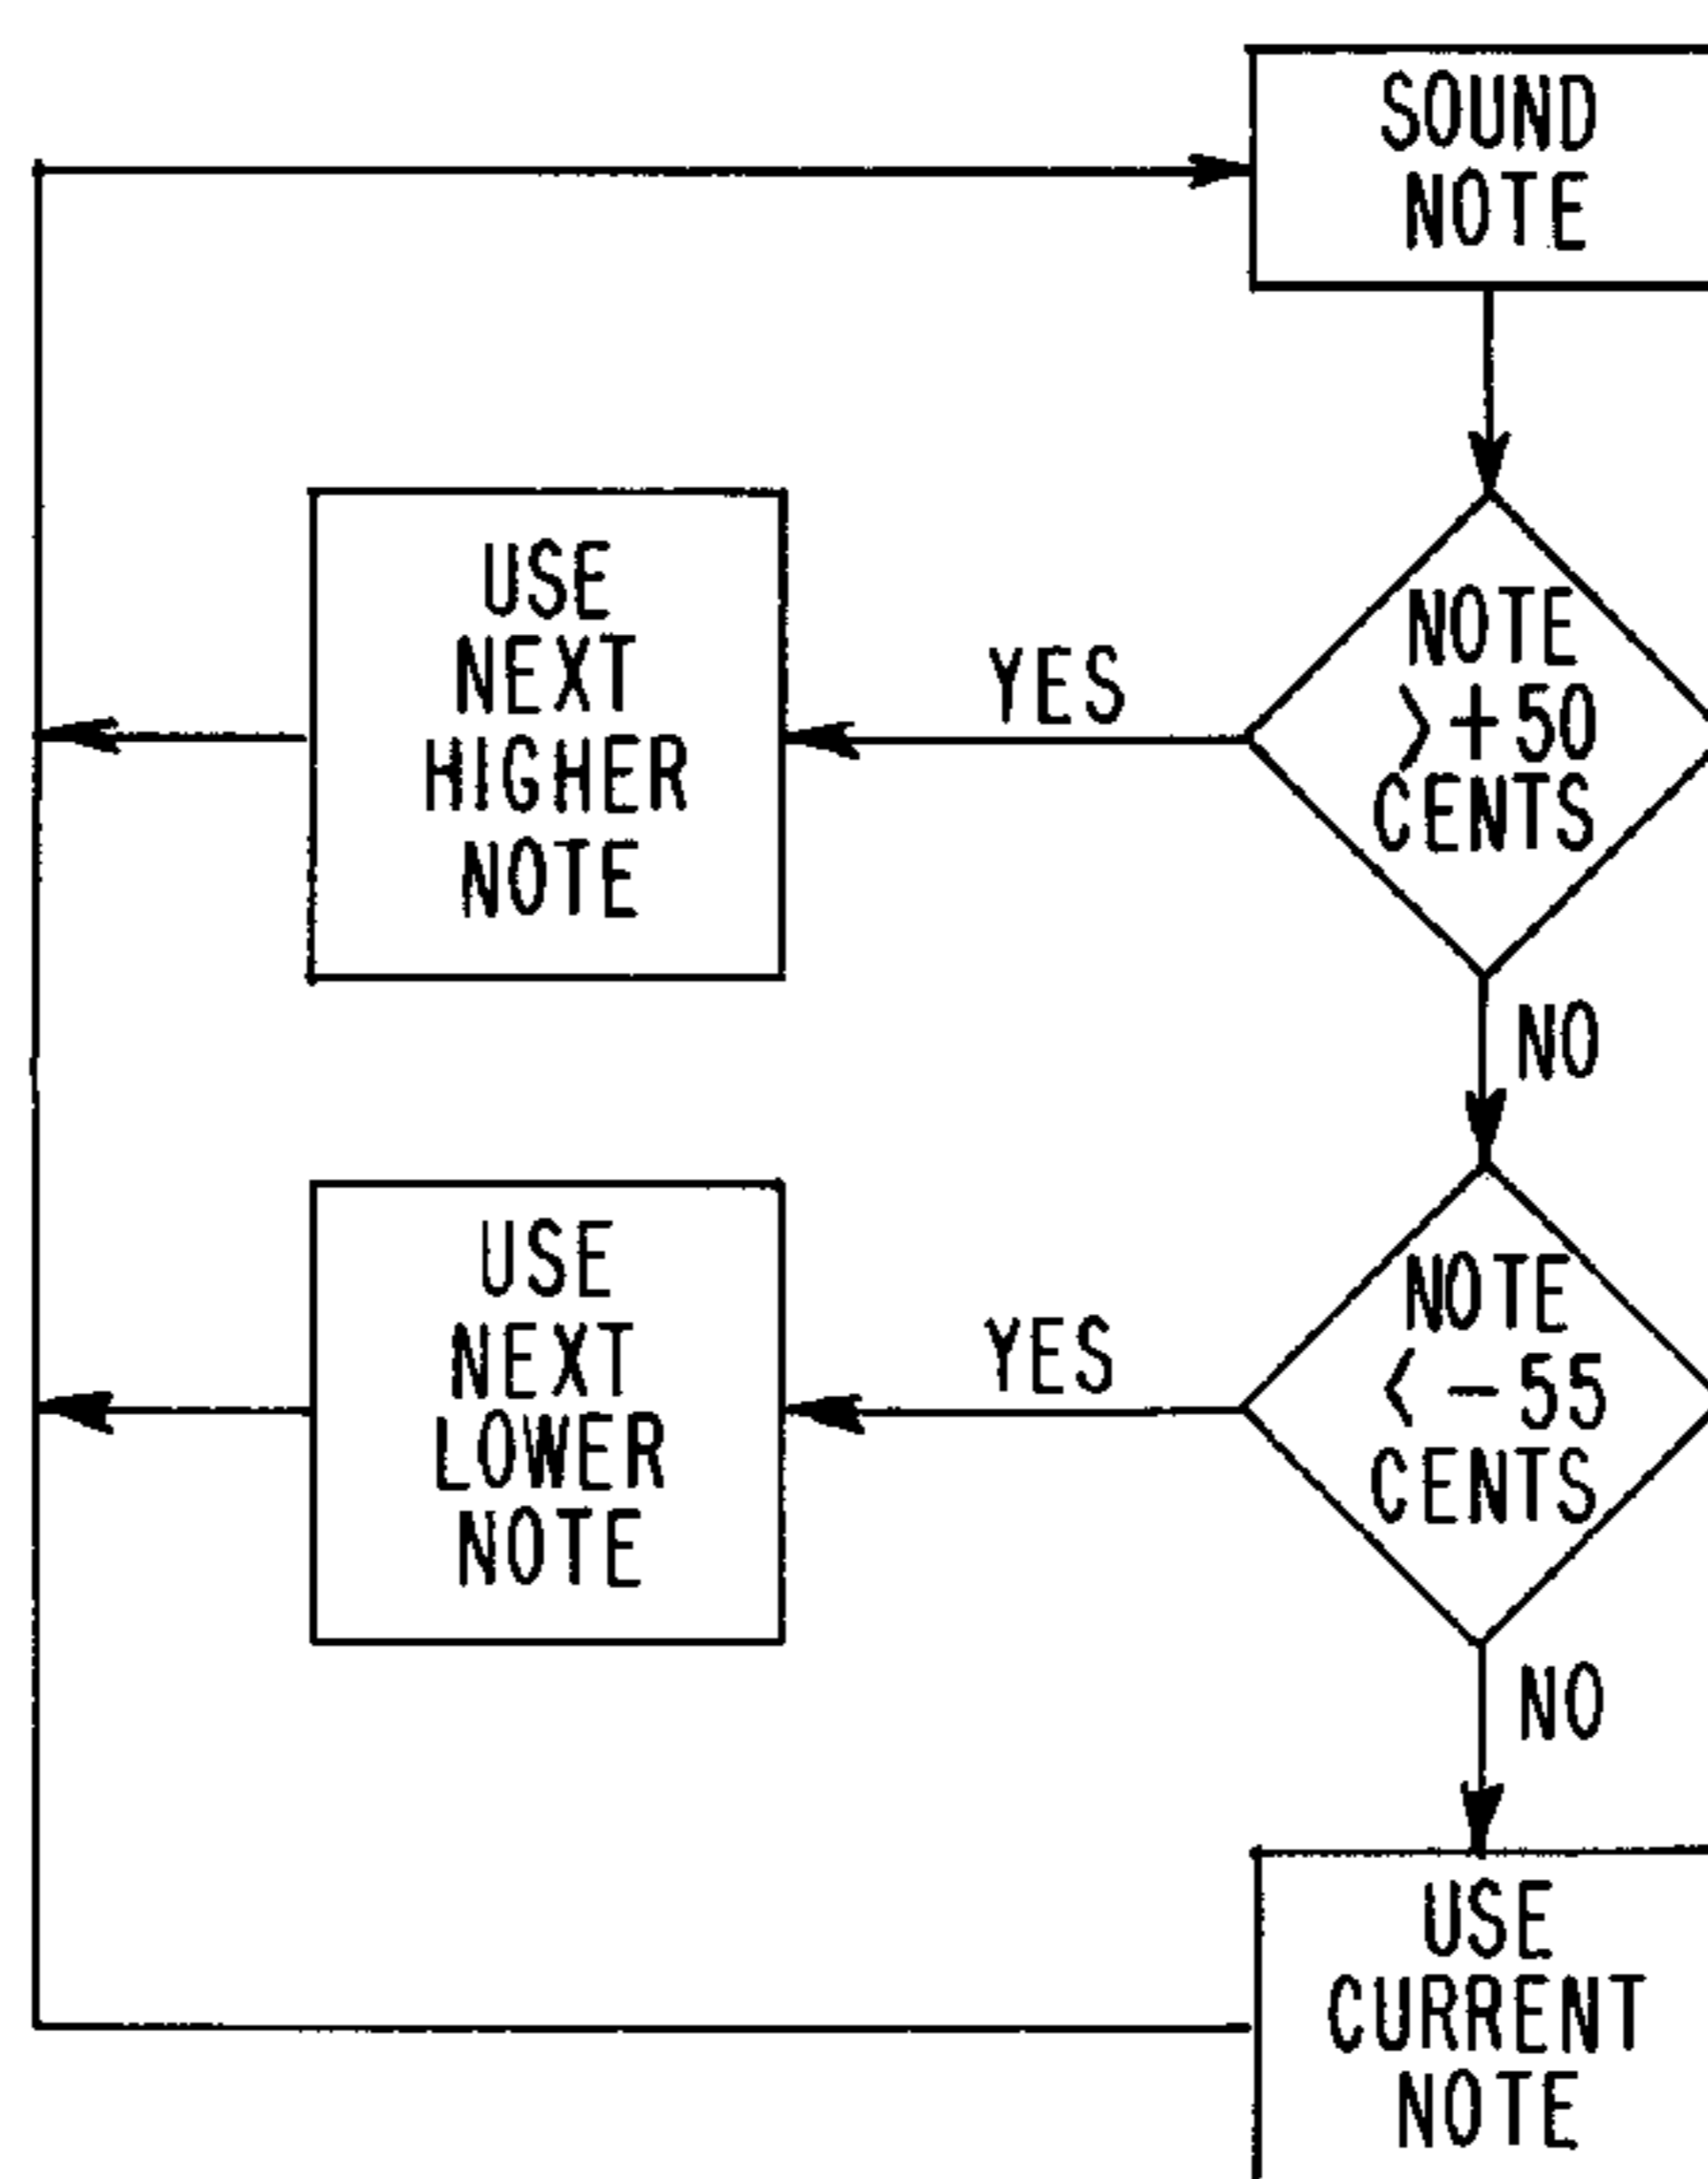 SOUND
NOTE
NOTE
>+50
CENTS
YES
USE
NEXT
HIGHER
NOTE
NO
NOTE
<-55
CENTS
YES
USE
NEXT
LOWER
NOTE
NO
USE
CURRENT
NOTE